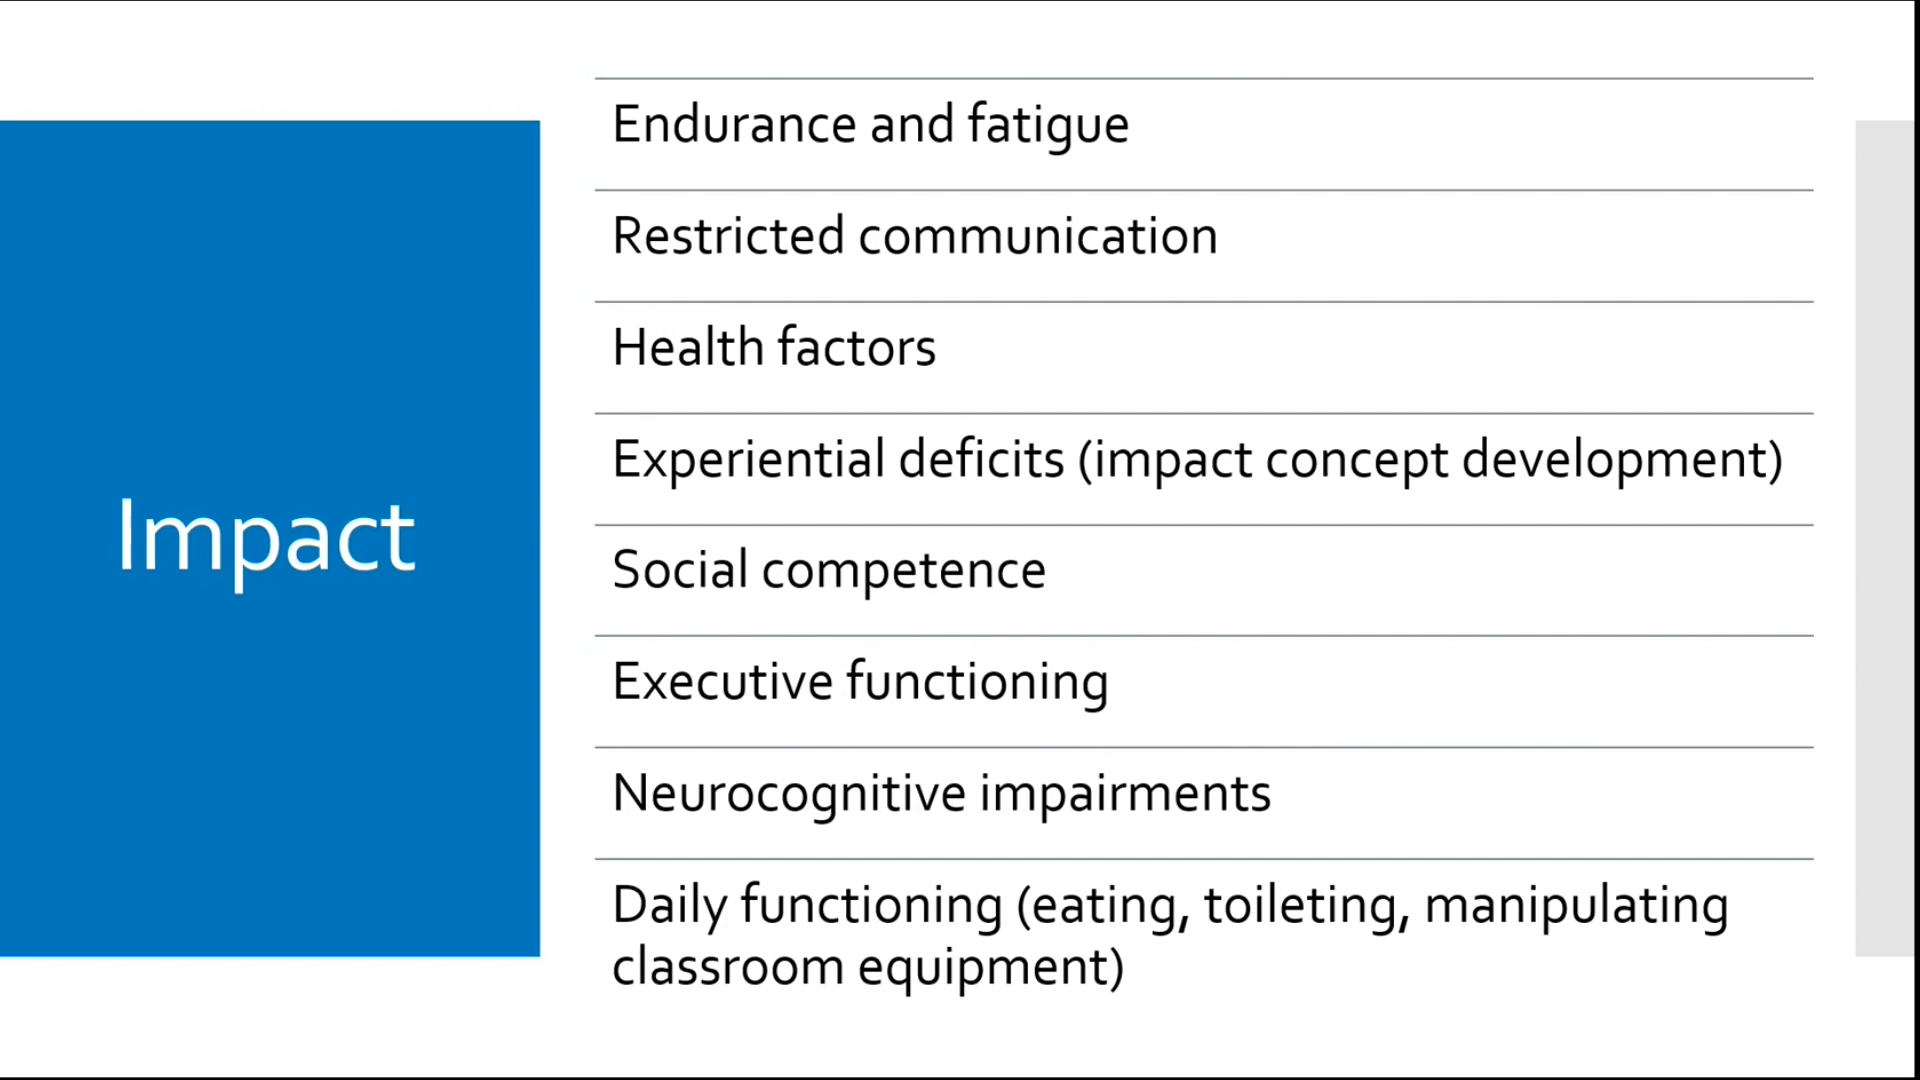 Impact
Endurance and fatigue
Restricted communication
Health factors
Experiential deficits (impact concept development)
Social competence
Executive functioning
Neurocognitive impairments
Daily functioning (eating, toileting, manipulating
classroom equipment)